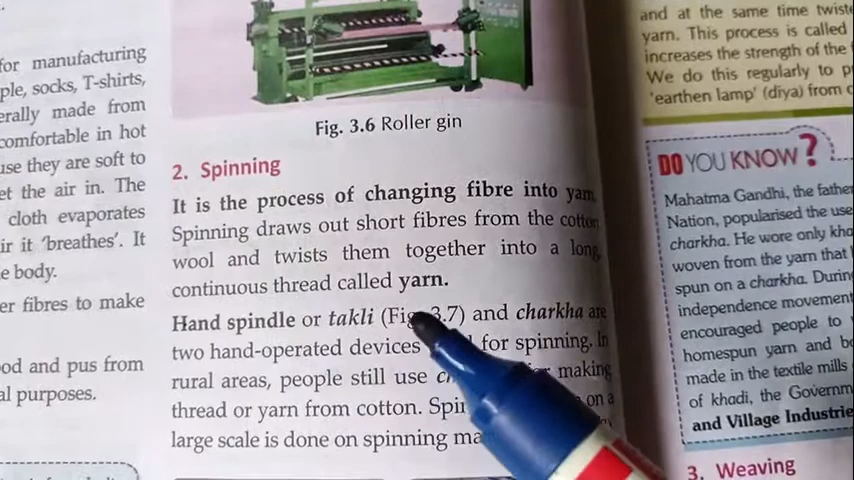 for manufacturing
ple, socks, T-shirts,
erally made from
comfortable in hot
use they are soft to
et the air in. The
cloth evaporates
ir it 'breathes'. It
e body.
er fibres to make
od and pus from
al purposes.
Fig. 3.6 Roller gin
2. Spinning
It is the process of changing fibre into yarn.
Spinning draws out short fibres from the cotton
wool and twists them together into a long,
continuous thread called yarn.
Hand spindle or takli (Fig. 3.7) and charkha are
two hand-operated devices for spinning. In
rural areas, people still use making
thread or yarn from cotton. Spi on a
large scale is done on spinning ma
and at the same time twiste
yarn. This process is called
increases the strength of the
We do this regularly to p
'earthen lamp' (diya) from c
DO YOU KNOW?
Mahatma Gandhi, the father
Nation, popularised the use
charkha. He wore only kha
woven from the yarn that
spun on a charkha. Durin
independence movement
encouraged people to
homespun yarn and bo
made in the textile mills
of khadi, the Governm
and Village Industrie
3. Weaving